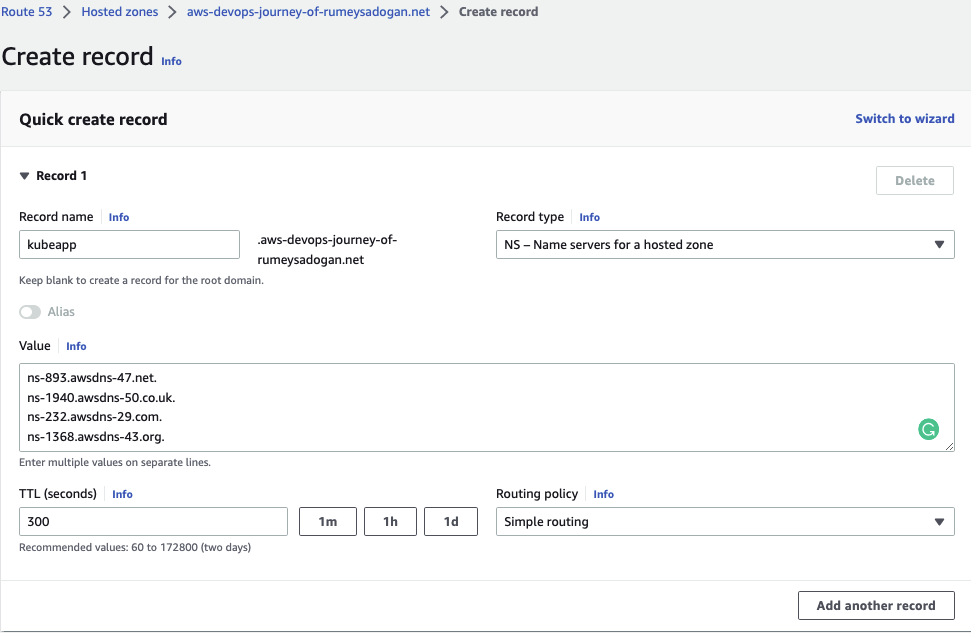 Route 53 > Hosted zones > aws-devops-journey-of-rumeysadogan.net > Create record
Create record Info
Quick create record Switch to wizard
Record 1
Delete
Record name Info
Record type Info
kubeapp
.aws-devops-journey-of-
rumeysadogan.net
NS – Name servers for a hosted zone
Keep blank to create a record for the root domain.
Alias
Value Info
ns-893.awsdns-47.net.
ns-1940.awsdns-50.co.uk.
ns-232.awsdns-29.com.
ns-1368.awsdns-43.org.
Enter multiple values on separate lines.
TTL (seconds) Info
Routing policy Info
300 1m 1h 1d
Simple routing
Recommended values: 60 to 172800 (two days)
Add another record